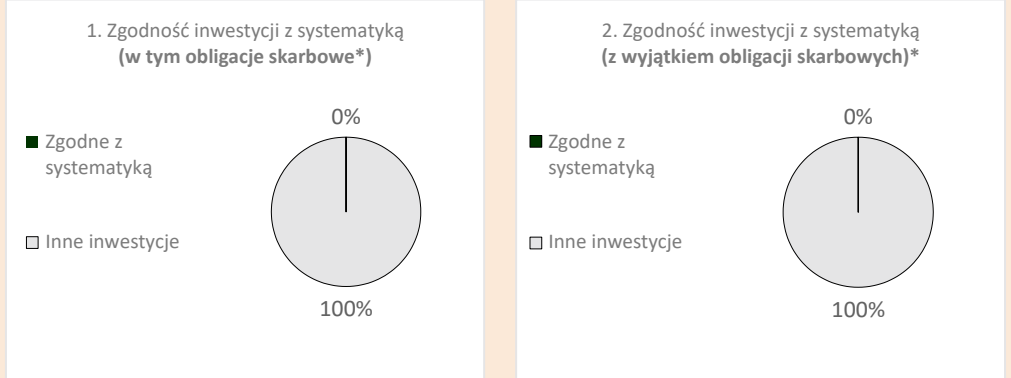 1. Zgodność inwestycji z systematyką
(w tym obligacje skarbowe*)
0%
Zgodne z
systematyką
Inne inwestycje
100%
2. Zgodność inwestycji z systematyką
(z wyjątkiem obligacji skarbowych)*
0%
Zgodne z
systematyką
Inne inwestycje
100%